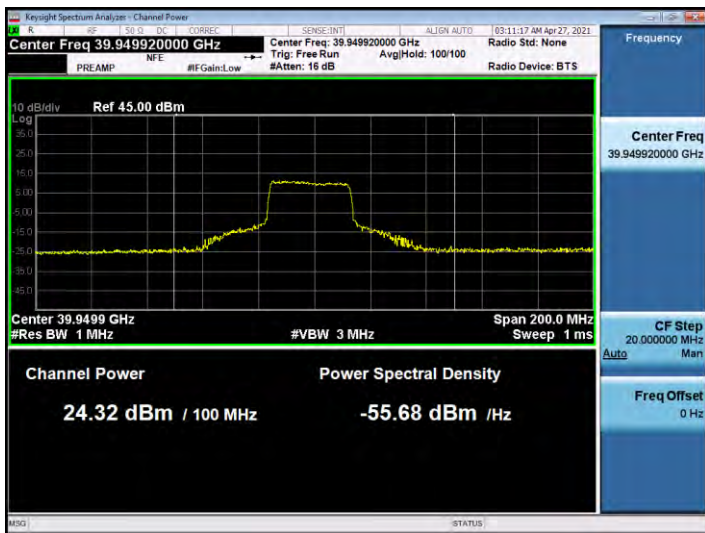 Keysight Spectrum Analyzer - Channel Power
R RF 50 Ω DC CORREC SENSE:INT ALIGN AUTO 03:11:17 AM Apr 27, 2021
Center Freq 39.949920000 GHz
NFE
PREAMP #IFGain:Low
Center Freq: 39.949920000 GHz Radio Std: None
Trig: Free Run Avg|Hold: 100/100
#Atten: 16 dB Radio Device: BTS
Frequency
10 dB/div Ref 45.00 dBm
Log
35.0
25.0
15.0
5.00
-5.00
-15.0
-25.0
-35.0
-45.0
Center 39.9499 GHz Span 200.0 MHz
#Res BW 1 MHz #VBW 3 MHz Sweep 1 ms
Channel Power Power Spectral Density
24.32 dBm / 100 MHz -55.68 dBm /Hz
Center Freq
39.949920000 GHz
CF Step
20.000000 MHz
Auto Man
Freq Offset
0 Hz
MSG STATUS